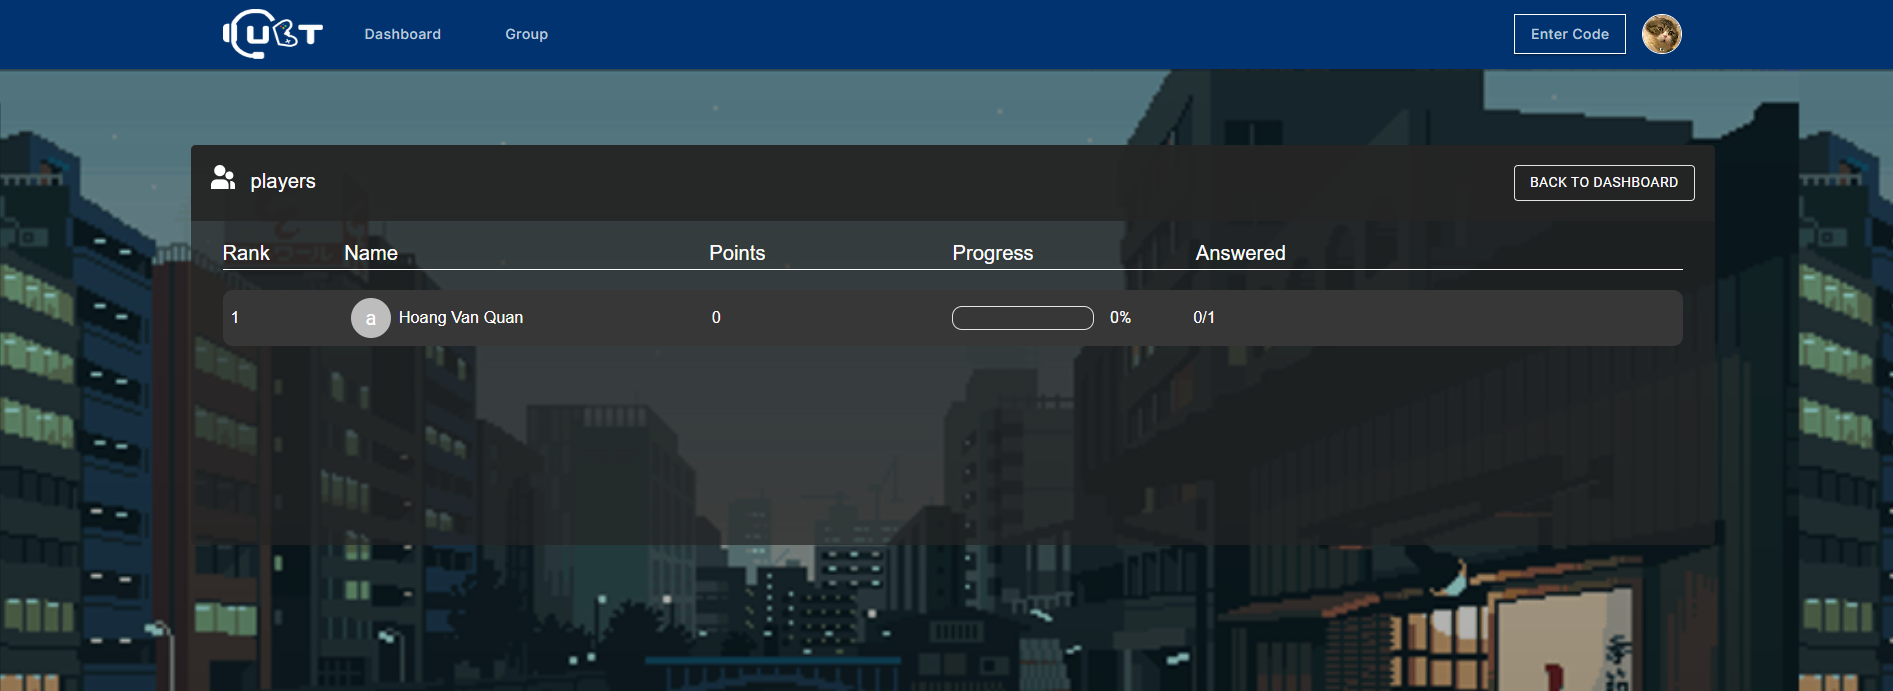 UBT
Dashboard
Group
Enter Code
players
BACK TO DASHBOARD
Rank Name Points Progress Answered
1 a Hoang Van Quan 0 0% 0/1